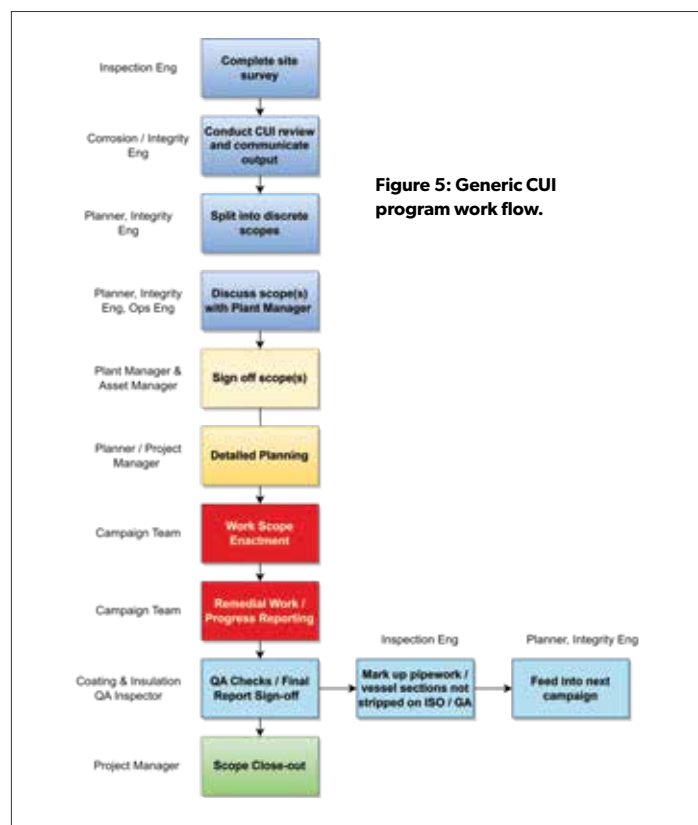 Inspection Eng
Complete site
survey
Corrosion / Integrity
Eng
Conduct CUI review
and communicate
output
Figure 5: Generic CUI
program work flow.
Planner, Integrity
Eng
Split into discrete
scopes
Planner, Integrity
Eng, Ops Eng
Discuss scope(s)
with Plant Manager
Plant Manager &
Asset Manager
Sign off scope(s)
Planner / Project
Manager
Detailed Planning
Campaign Team
Work Scope
Enactment
Campaign Team
Remedial Work /
Progress Reporting
Inspection Eng
Planner, Integrity Eng
Coating & Insulation
QA Inspector
QA Checks / Final
Report Sign-off
Mark up pipework /
vessel sections not
stripped on ISO / GA
Feed into next
campaign
Project Manager
Scope Close-out